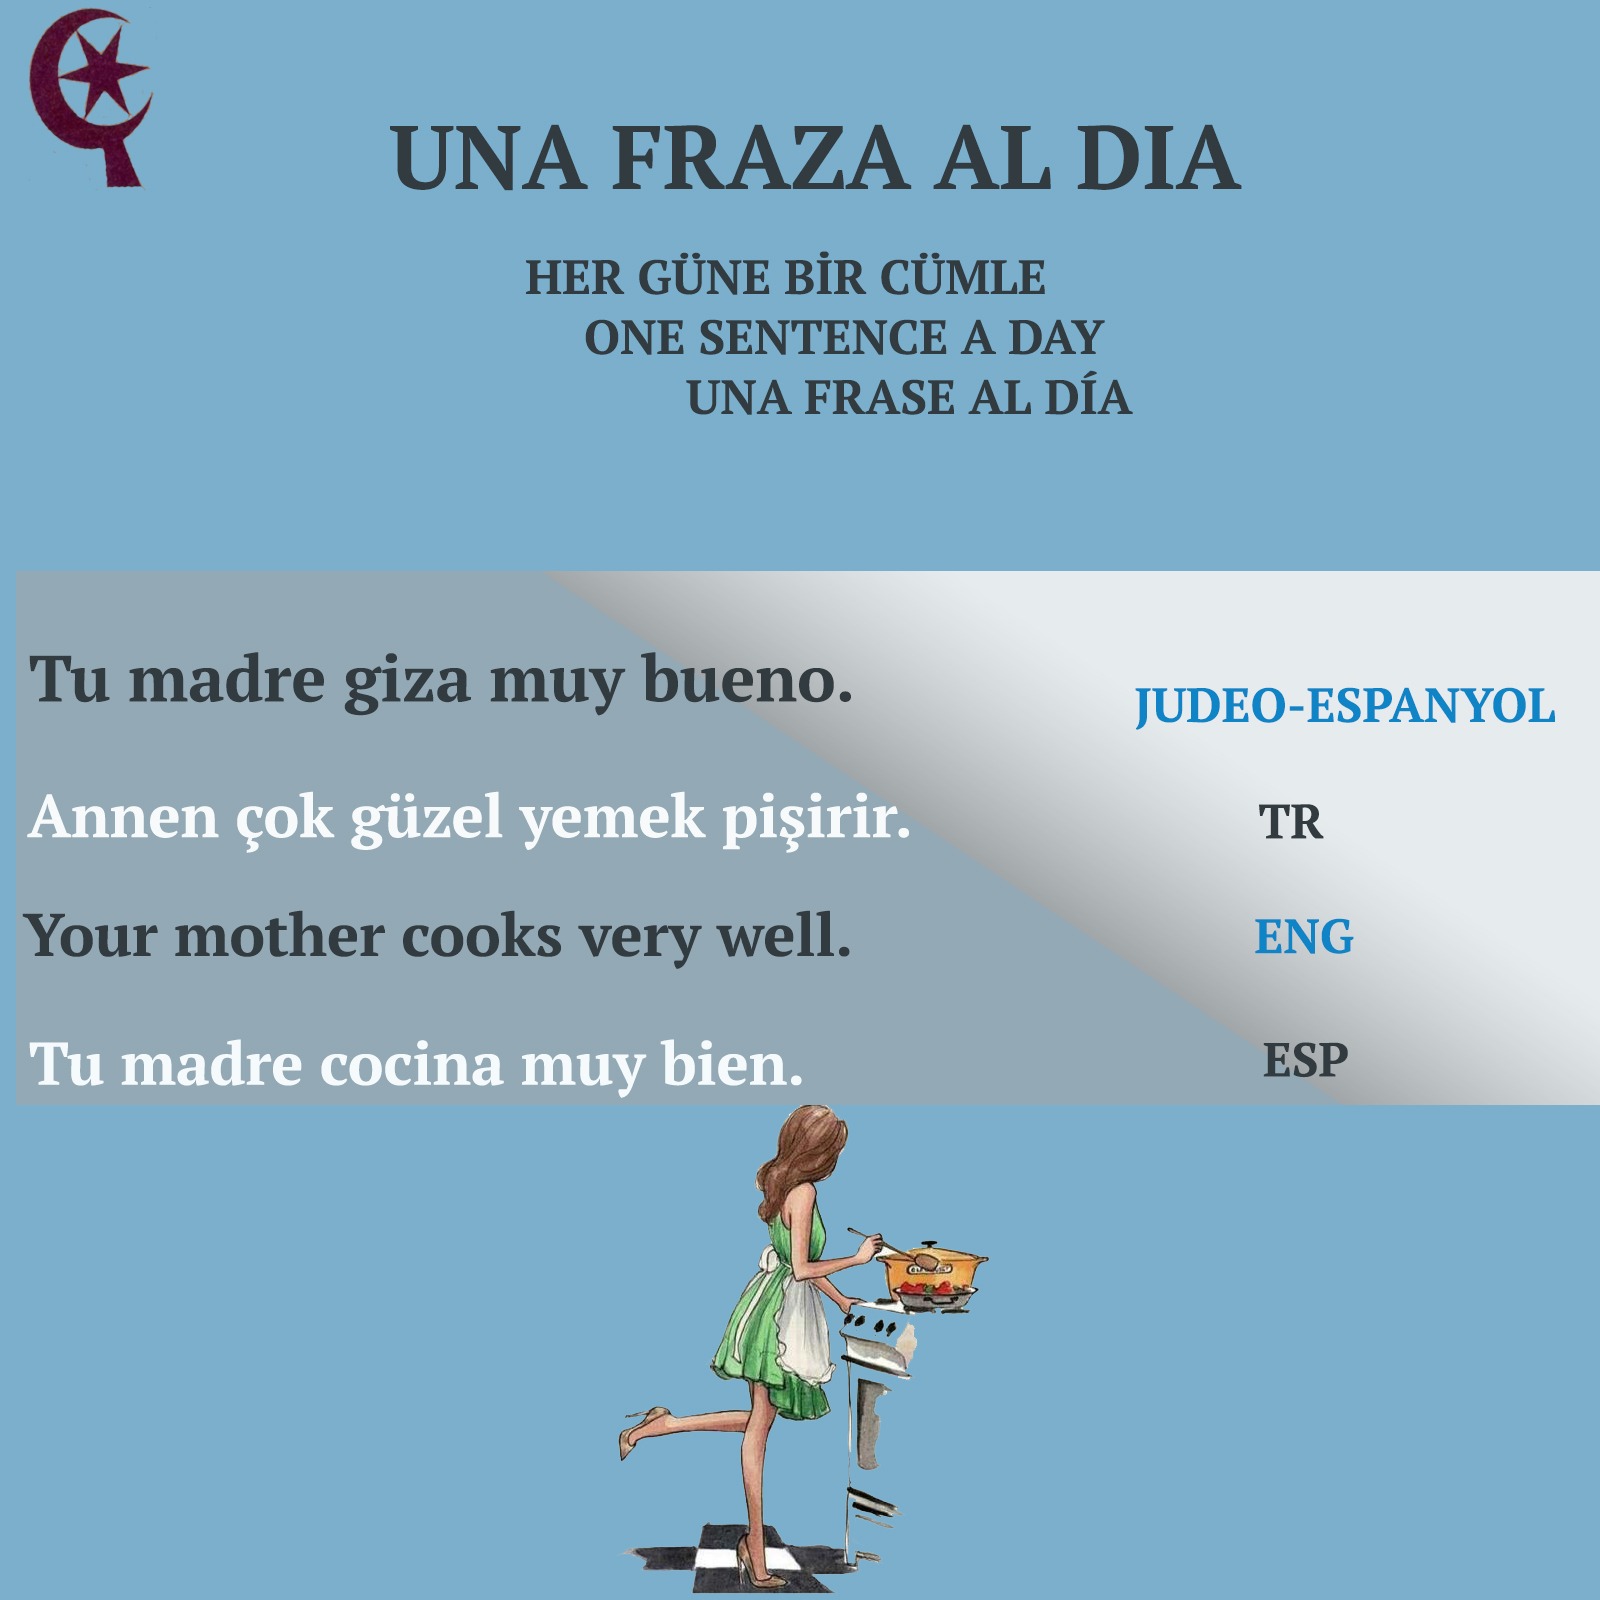 UNA FRAZA AL DIA
HER GÜNE BİR CÜMLE
ONE SENTENCE A DAY
UNA FRASE AL DÍA
Tu madre giza muy bueno.
JUDEO-ESPANYOL
Annen çok güzel yemek pişirir.
TR
Your mother cooks very well.
ENG
Tu madre cocina muy bien.
ESP